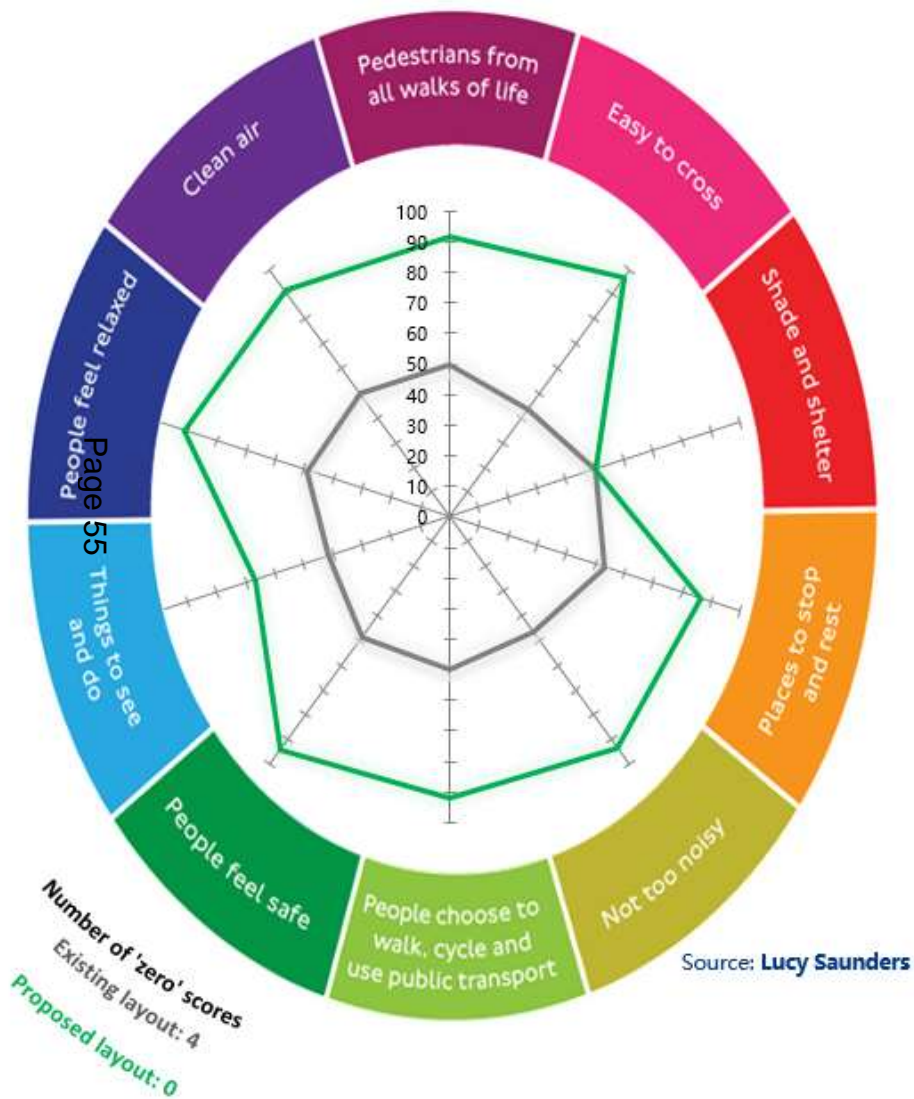 Pedestrians from
all walks of life
Easy to cross
Shade and shelter
Places to stop
and rest
Not too noisy
People choose to
walk, cycle and
use public transport
People feel safe
Things to see
and do
People feel relaxed
Clean air
100
90
80
70
60
50
40
30
20
10
0
Page 55
Number of 'zero' scores
Existing layout: 4
Proposed layout: 0
Source: Lucy Saunders